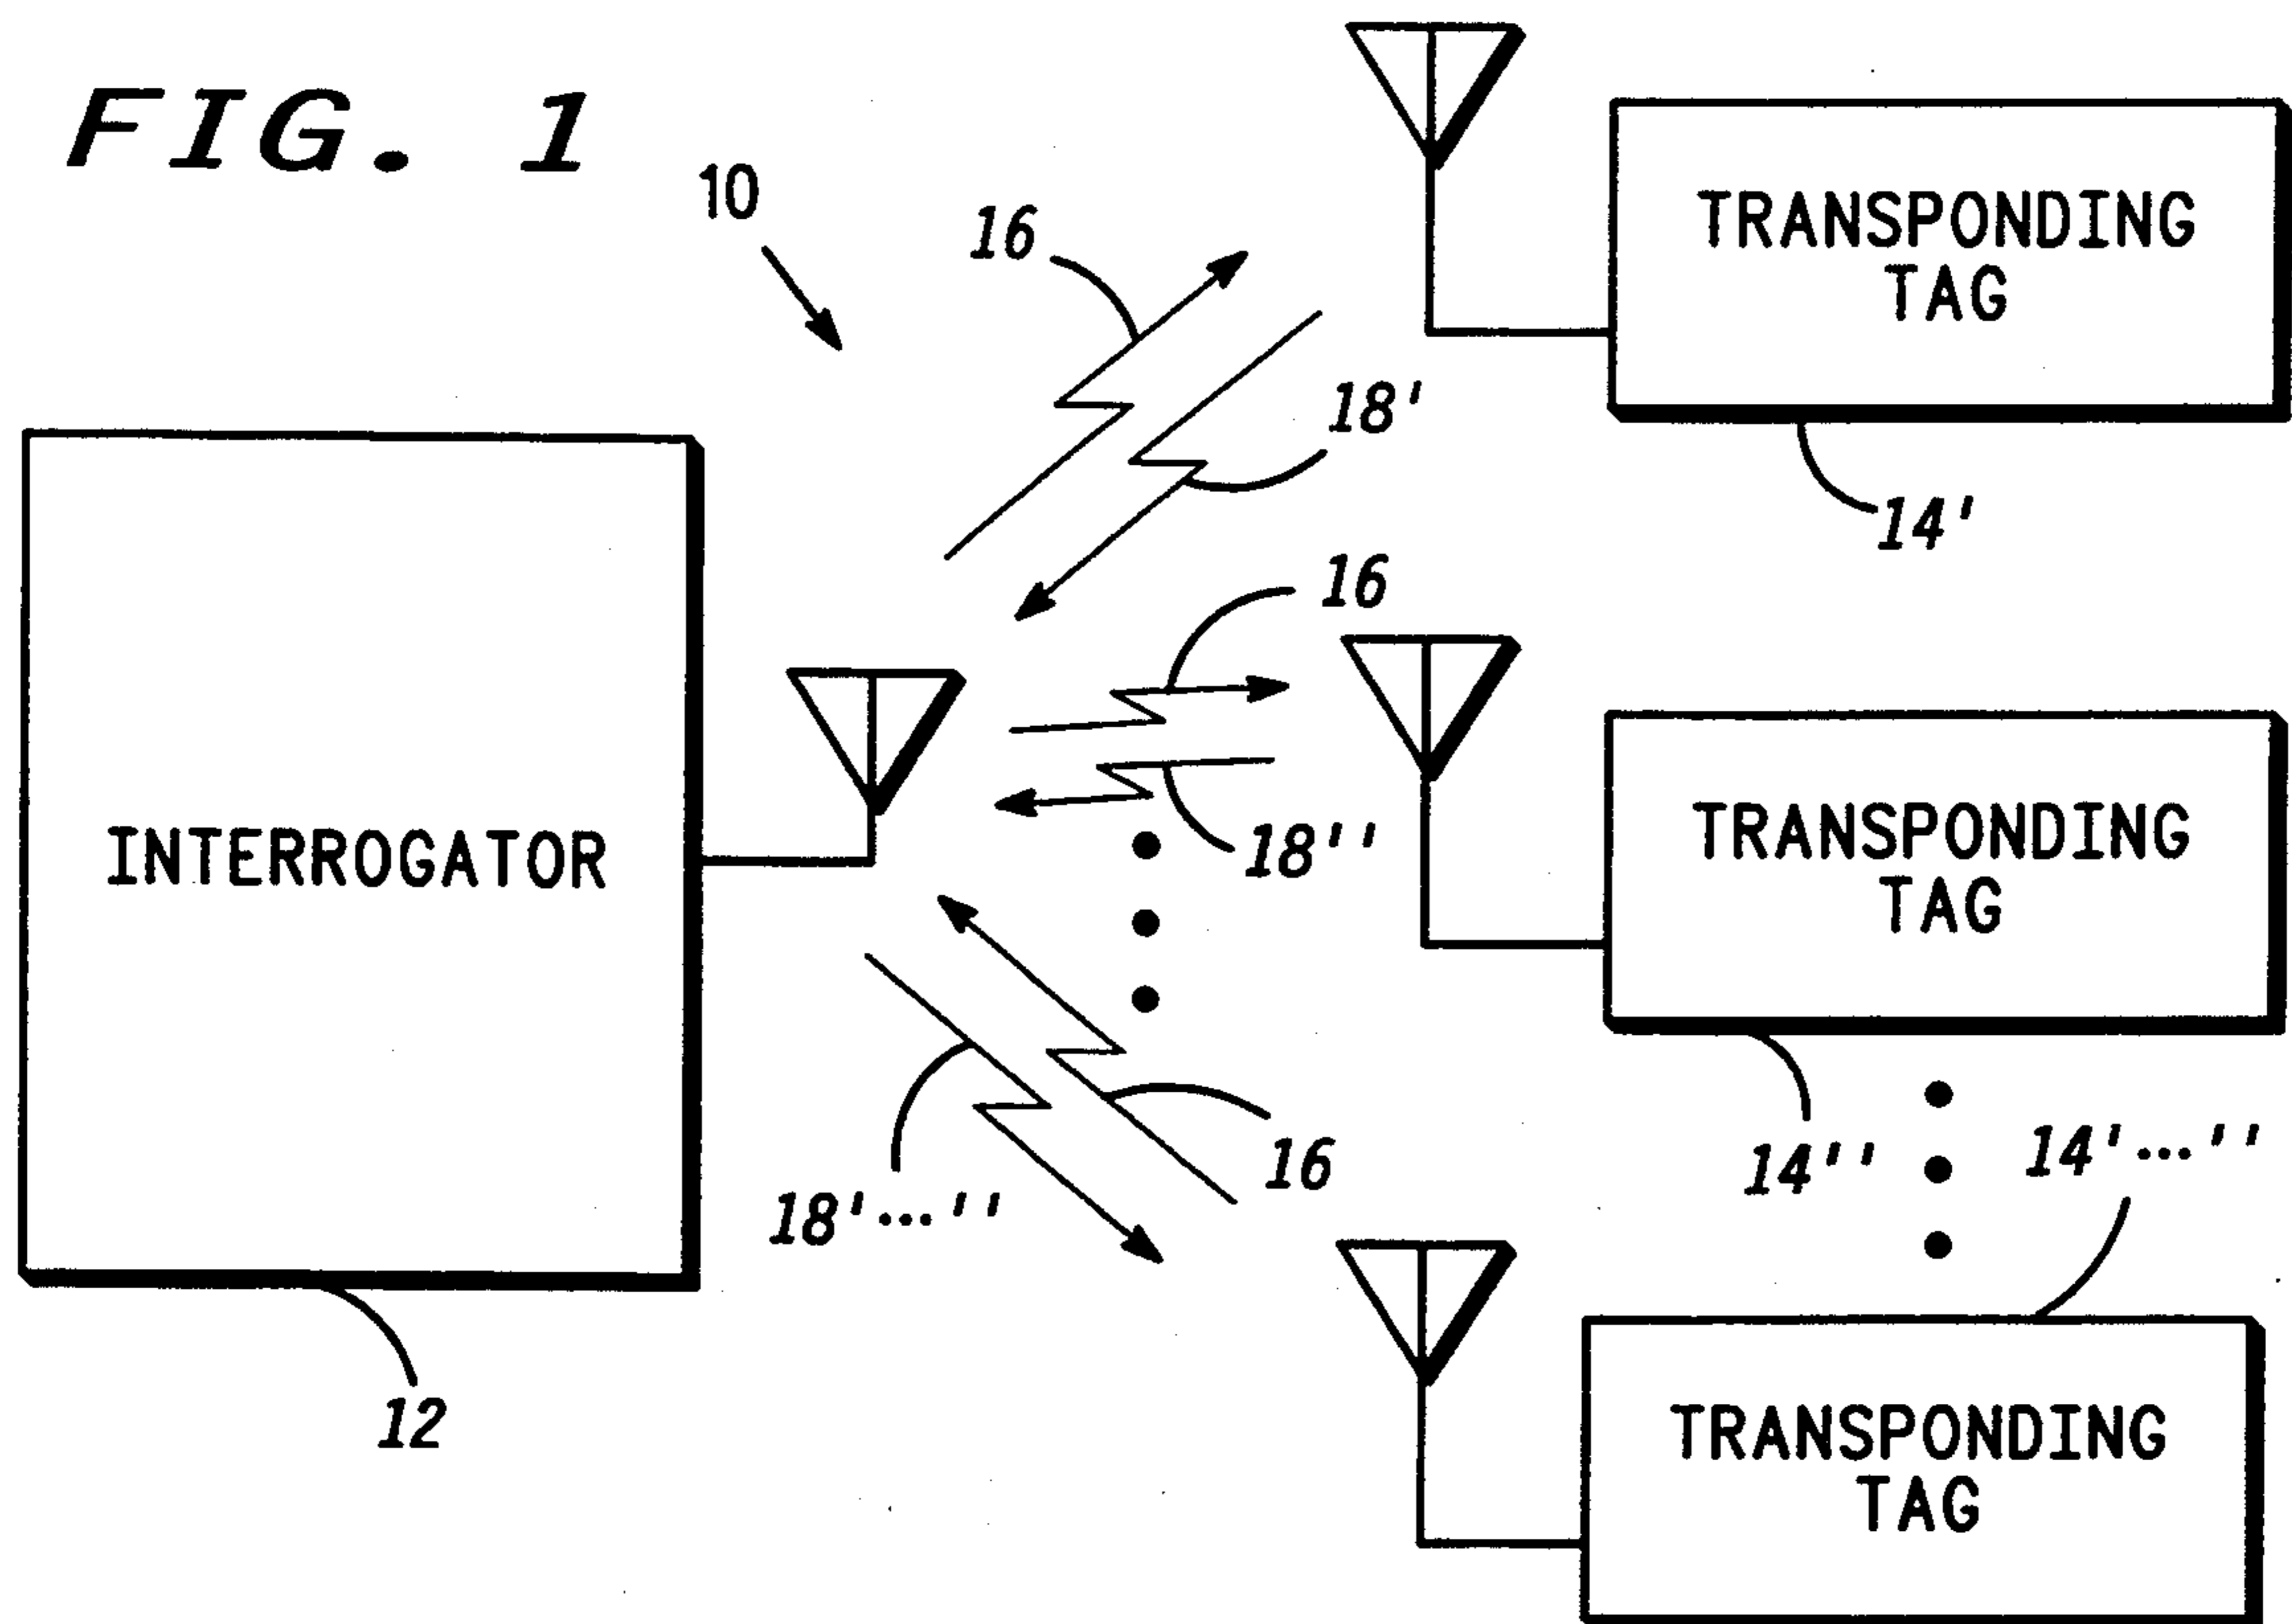 FIG. 1
10
16
TRANSPONDING
TAG
18'
14'
16
INTERROGATOR
18''
TRANSPONDING
TAG
16
18'...''
14''
14'...''
12
TRANSPONDING
TAG